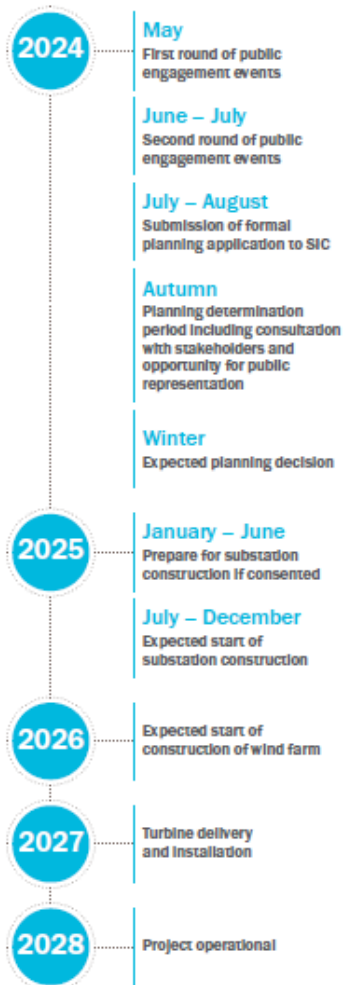 2024
May
First round of public
engagement events
June – July
Second round of public
engagement events
July – August
Submission of formal
planning application to SIC
Autumn
Planning determination
period including consultation
with stakeholders and
opportunity for public
representation
Winter
Expected planning decision
2025
January – June
Prepare for substation
construction if consented
July – December
Expected start of
substation construction
2026
Expected start of
construction of wind farm
2027
Turbine delivery
and installation
2028
Project operational